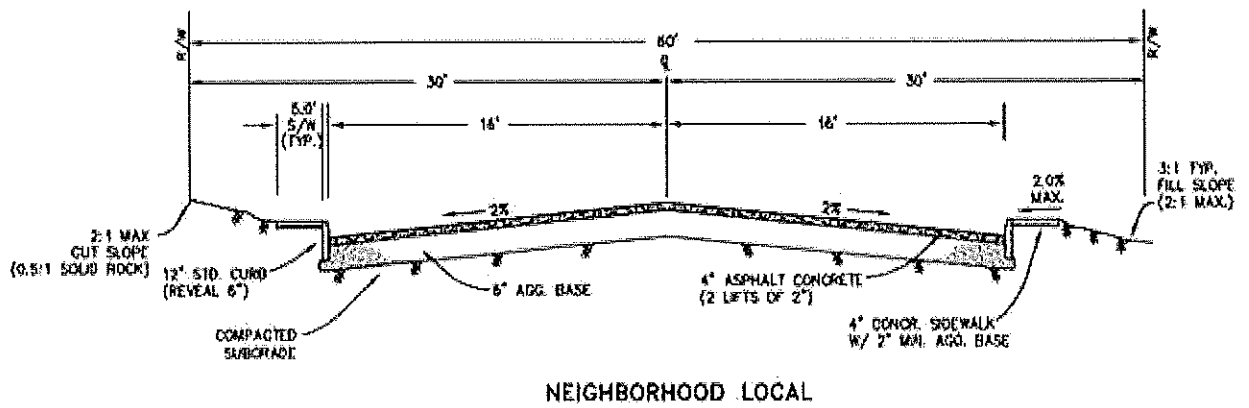 R/W
60'
R/W
30'
30'
5.0'
S/W
(TYP.)
16'
16'
2%
2%
2.0%
MAX.
3:1 TYP.
FILL SLOPE
(2:1 MAX.)
2:1 MAX
CUT SLOPE
(0.5:1 SOLID ROCK)
12" STD. CURB
(REVEAL 6")
6" AGG. BASE
4" ASPHALT CONCRETE
(2 LIFTS OF 2")
COMPACTED
SUBGRADE
4" CONCR. SIDEWALK
W/ 2" MIN. AGG. BASE
NEIGHBORHOOD LOCAL